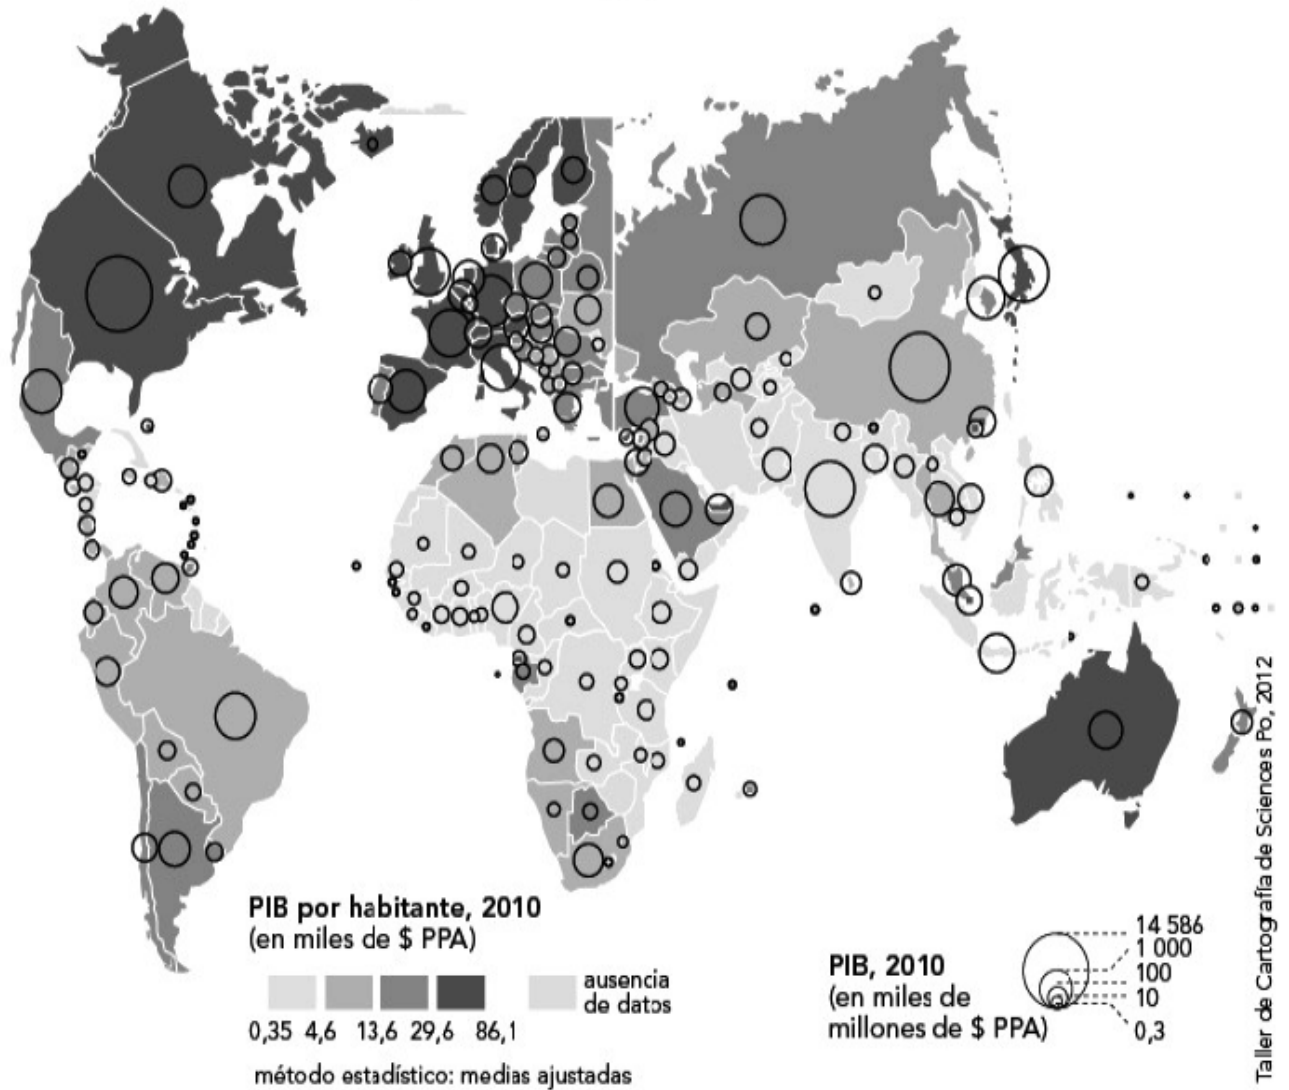 PIB por habitante, 2010
(en miles de $ PPA)
ausencia
de datos
0,35 4,6 13,6 29,6 86,1
método estadístico: medias ajustadas
PIB, 2010
(en miles de
millones de $ PPA)
14 586
1 000
100
10
0,3
Taller de Cartografía de Sciences Po, 2012